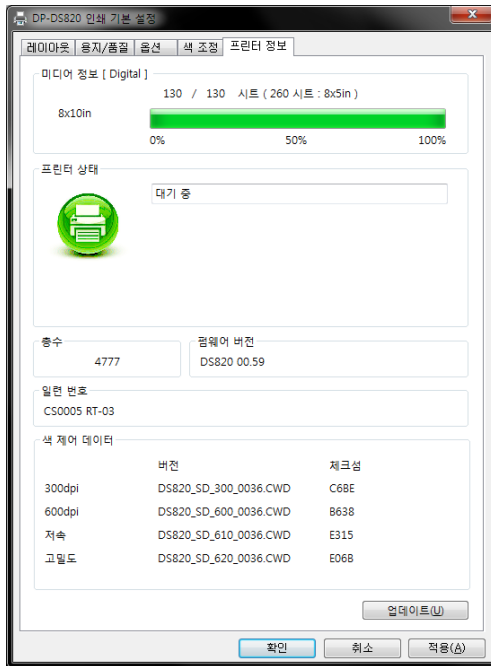 DP-DS820 인쇄 기본 설정
레이아웃 용지/품질 옵션 색 조정 프린터 정보
미디어 정보 [ Digital ]
130 / 130 시트 ( 260 시트 : 8x5in )
8x10in
0% 50% 100%
프린터 상태
대기 중
총수
4777
펌웨어 버전
DS820 00.59
일련 번호
CS0005 RT-03
색 제어 데이터
버전 체크섬
300dpi DS820_SD_300_0036.CWD C6BE
600dpi DS820_SD_600_0036.CWD B638
저속 DS820_SD_610_0036.CWD E315
고밀도 DS820_SD_620_0036.CWD E06B
업데이트(U)
확인 취소 적용(A)